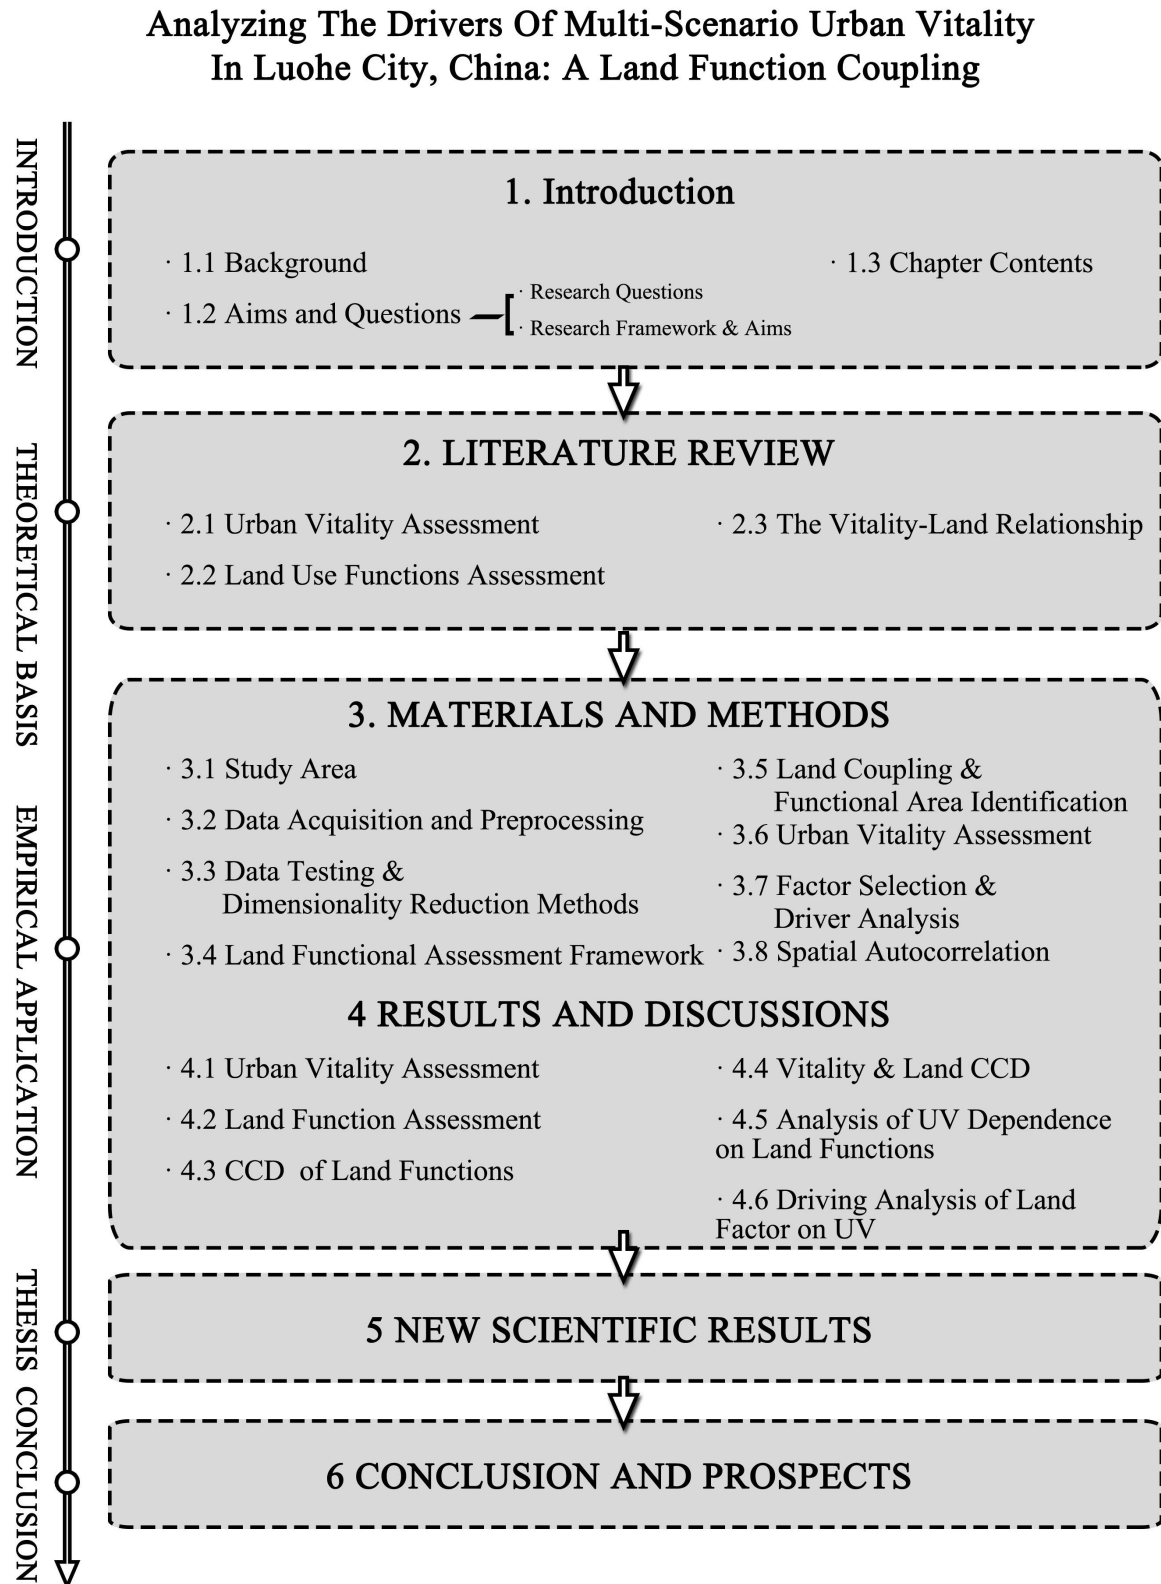 Analyzing The Drivers Of Multi-Scenario Urban Vitality
In Luohe City, China: A Land Function Coupling
INTRODUCTION
1. Introduction
· 1.1 Background
· 1.2 Aims and Questions
· Research Questions
· Research Framework & Aims
· 1.3 Chapter Contents
THEORETICAL BASIS
2. LITERATURE REVIEW
· 2.1 Urban Vitality Assessment
· 2.2 Land Use Functions Assessment
· 2.3 The Vitality-Land Relationship
EMPIRICAL APPLICATION
3. MATERIALS AND METHODS
· 3.1 Study Area
· 3.2 Data Acquisition and Preprocessing
· 3.3 Data Testing &
Dimensionality Reduction Methods
· 3.4 Land Functional Assessment Framework
· 3.5 Land Coupling &
Functional Area Identification
· 3.6 Urban Vitality Assessment
· 3.7 Factor Selection &
Driver Analysis
· 3.8 Spatial Autocorrelation
4 RESULTS AND DISCUSSIONS
· 4.1 Urban Vitality Assessment
· 4.2 Land Function Assessment
· 4.3 CCD of Land Functions
· 4.4 Vitality & Land CCD
· 4.5 Analysis of UV Dependence
on Land Functions
· 4.6 Driving Analysis of Land
Factor on UV
THESIS CONCLUSION
5 NEW SCIENTIFIC RESULTS
6 CONCLUSION AND PROSPECTS